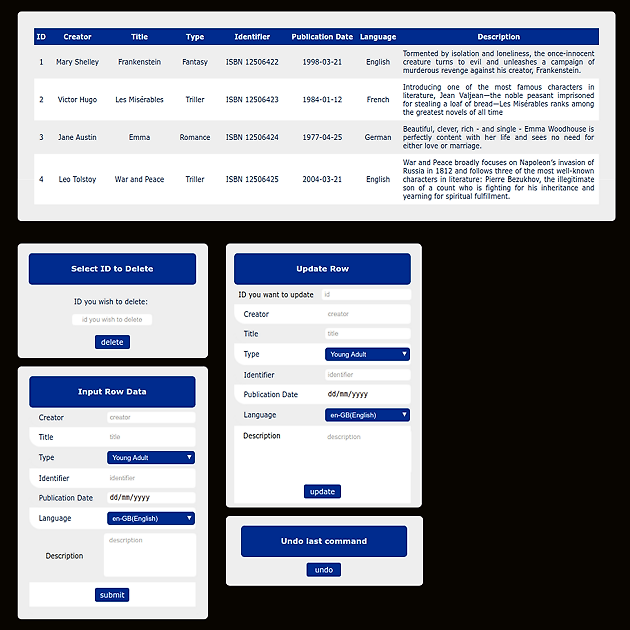 ID Creator Title Type Identifier Publication Date Language Description
1 Mary Shelley Frankenstein Fantasy ISBN 12506422 1998-03-21 English Tormented by isolation and loneliness, the once-innocent
creature turns to evil and unleashes a campaign of
murderous revenge against his creator, Frankenstein.
2 Victor Hugo Les Misérables Triller ISBN 12506423 1984-01-12 French Introducing one of the most famous characters in
literature, Jean Valjean—the noble peasant imprisoned
for stealing a loaf of bread—Les Misérables ranks among
the greatest novels of all time
3 Jane Austin Emma Romance ISBN 12506424 1977-04-25 German Beautiful, clever, rich - and single - Emma Woodhouse is
perfectly content with her life and sees no need for
either love or marriage.
4 Leo Tolstoy War and Peace Triller ISBN 12506425 2004-03-21 English War and Peace broadly focuses on Napoleon's invasion of
Russia in 1812 and follows three of the most well-known
characters in literature: Pierre Bezukhov, the illegitimate
son of a count who is fighting for his inheritance and
yearning for spiritual fulfillment.
Select ID to Delete
ID you wish to delete:
id you wish to delete
delete
Input Row Data
Creator creator
Title title
Type Young Adult
Identifier identifier
Publication Date dd/mm/yyyy
Language en-GB(English)
Description description
submit
Update Row
ID you want to update id
Creator creator
Title title
Type Young Adult
Identifier identifier
Publication Date dd/mm/yyyy
Language en-GB(English)
Description description
update
Undo last command
undo